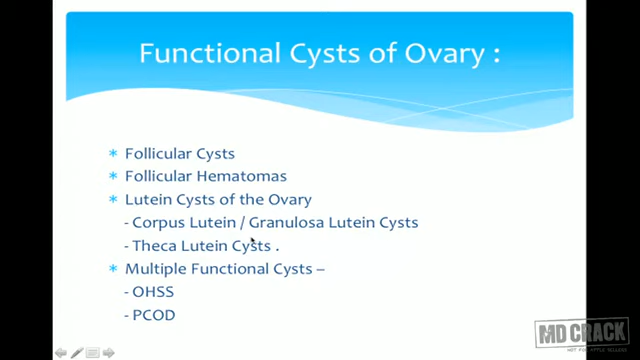 Functional Cysts of Ovary :
* Follicular Cysts
* Follicular Hematomas
* Lutein Cysts of the Ovary
- Corpus Lutein / Granulosa Lutein Cysts
- Theca Lutein Cysts .
* Multiple Functional Cysts –
- OHSS
- PCOD
MD CRACK